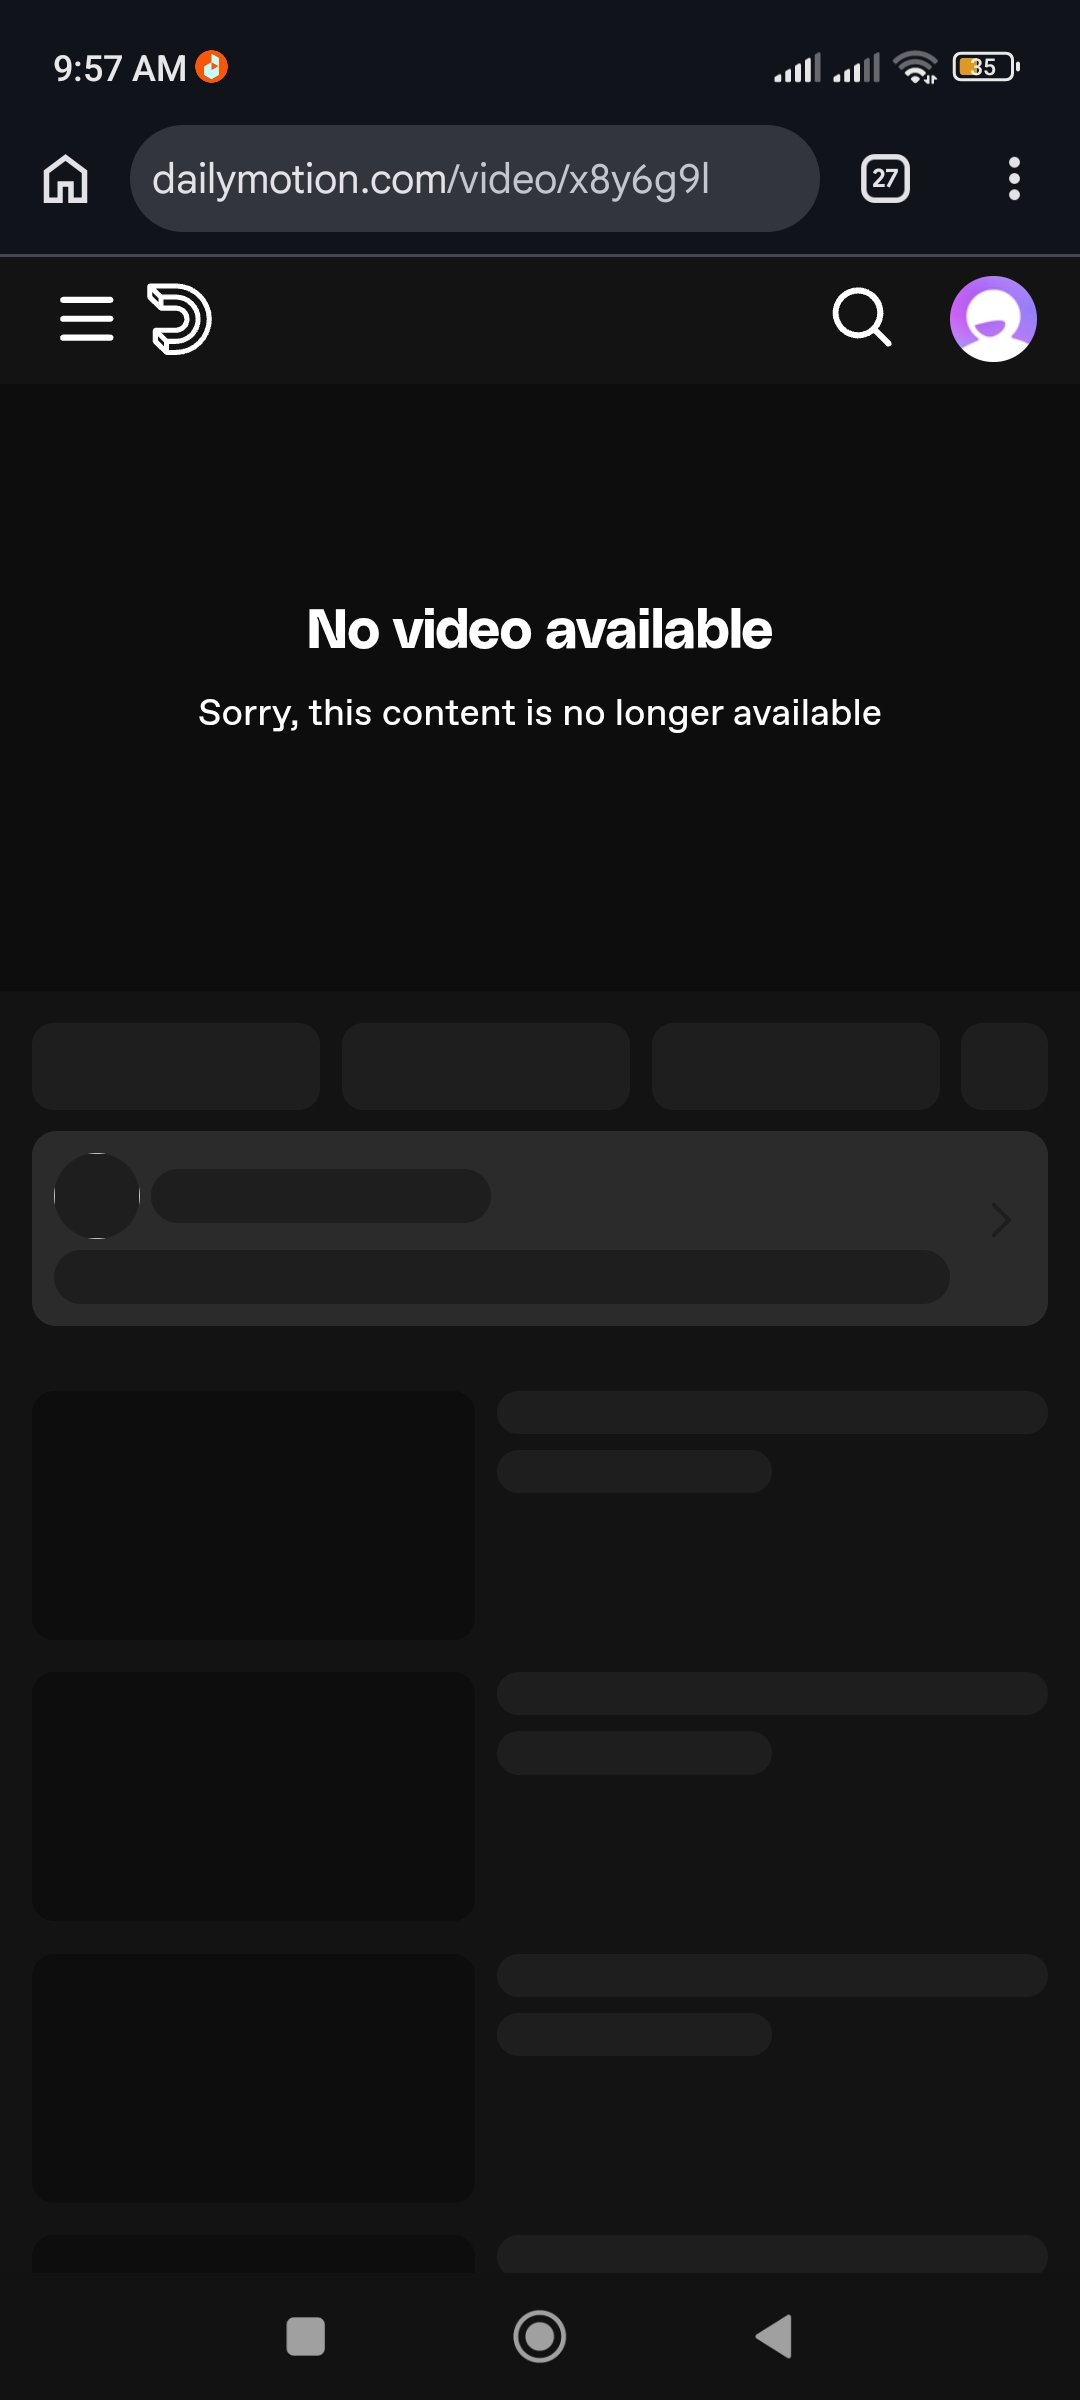 9:57 AM
35
dailymotion.com/video/x8y6g9l
27
No video available
Sorry, this content is no longer available